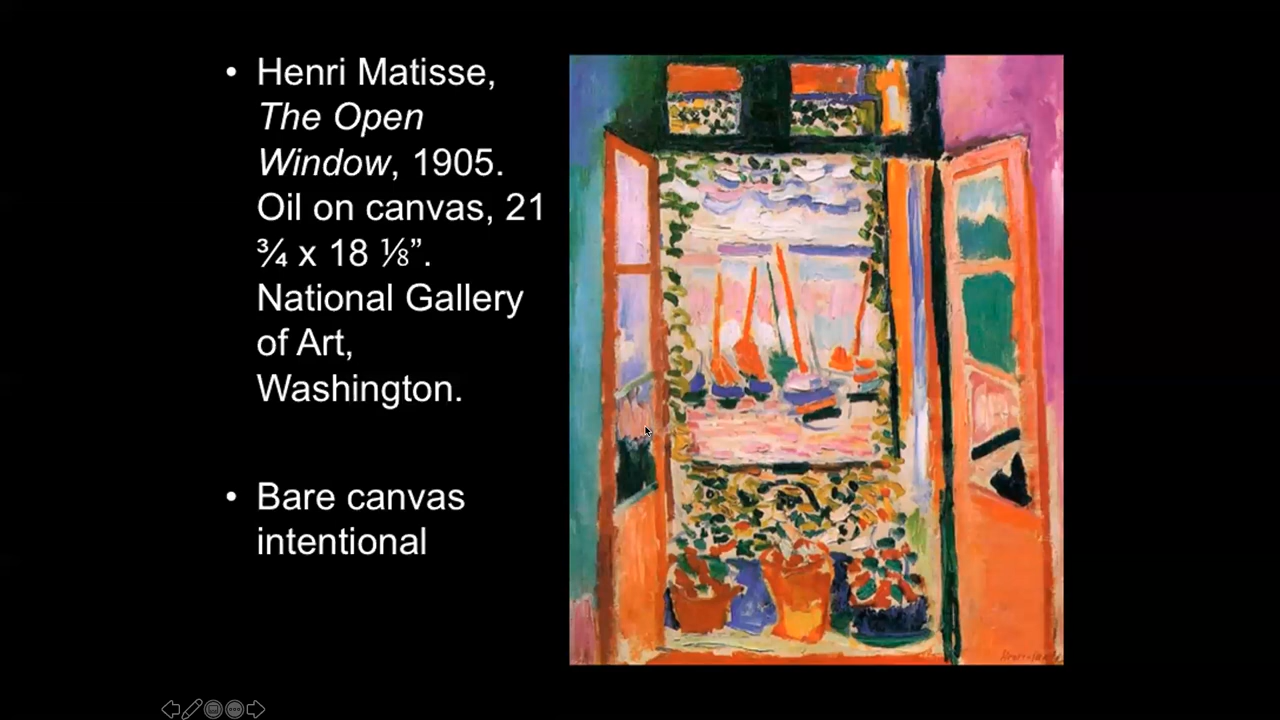 • Henri Matisse,
The Open
Window, 1905.
Oil on canvas, 21
¾ x 18 ⅛”.
National Gallery
of Art,
Washington.
• Bare canvas
intentional